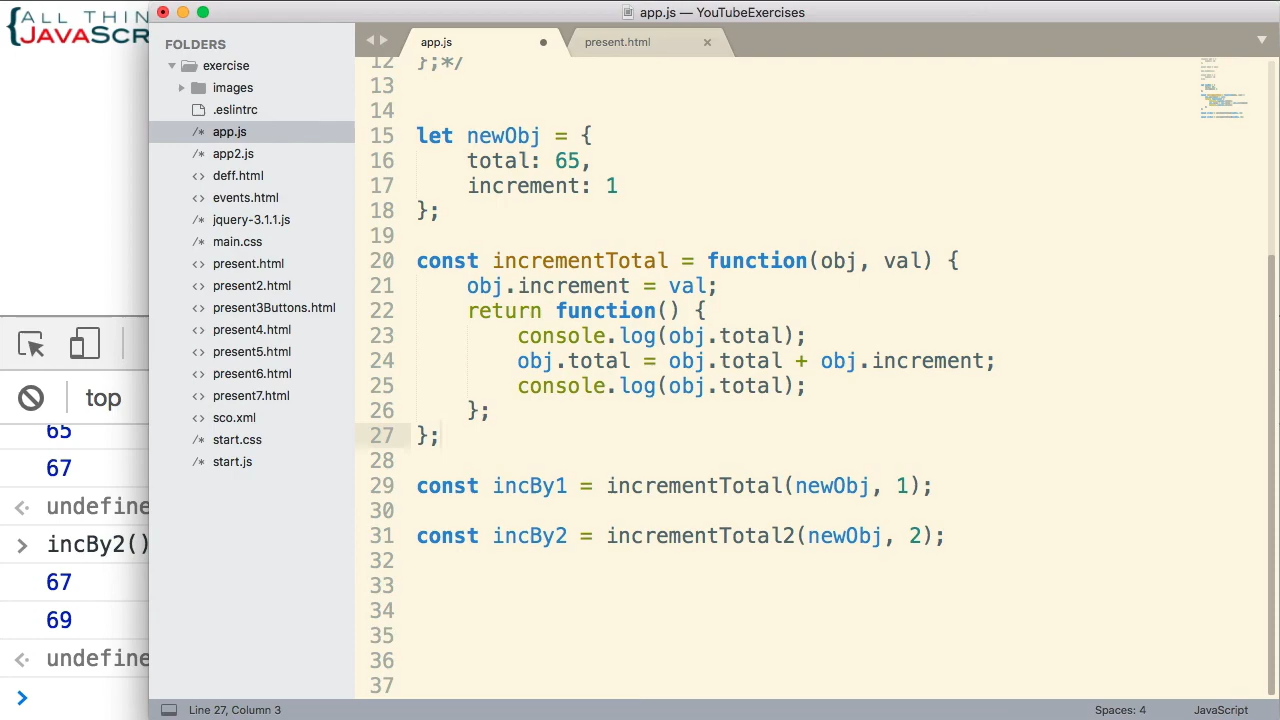 {ALL THIN
JAVASCR
app.js — YouTubeExercises
FOLDERS
exercise
images
.eslintrc
/* app.js
/* app2.js
<> deff.html
<> events.html
/* jquery-3.1.1.js
/* main.css
<> present.html
<> present2.html
<> present3Buttons.html
<> present4.html
<> present5.html
<> present6.html
<> present7.html
<> sco.xml
/* start.css
/* start.js
app.js
present.html
12 };*/
13
14
15 let newObj = {
16 total: 65,
17 increment: 1
18 };
19
20 const incrementTotal = function(obj, val) {
21 obj.increment = val;
22 return function() {
23 console.log(obj.total);
24 obj.total = obj.total + obj.increment;
25 console.log(obj.total);
26 };
27 };
28
29 const incBy1 = incrementTotal(newObj, 1);
30
31 const incBy2 = incrementTotal2(newObj, 2);
32
33
34
35
36
37
top
65
67
undefine
> incBy2()
67
69
undefine
>
Line 27, Column 3
Spaces: 4
JavaScript